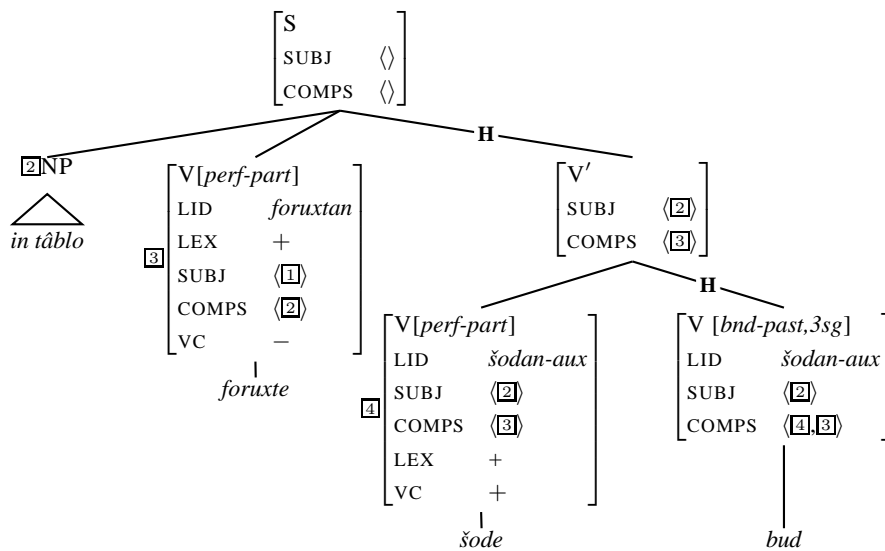 S
SUBJ ⟨⟩
COMPS ⟨⟩
H
2 NP
in tâblo
3
V[perf-part]
LID foruxtan
LEX +
SUBJ ⟨1⟩
COMPS ⟨2⟩
VC −
foruxte
V′
SUBJ ⟨2⟩
COMPS ⟨3⟩
H
4
V[perf-part]
LID šodan-aux
SUBJ ⟨2⟩
COMPS ⟨3⟩
LEX +
VC +
šode
V [bnd-past,3sg]
LID šodan-aux
SUBJ ⟨2⟩
COMPS ⟨4,3⟩
bud